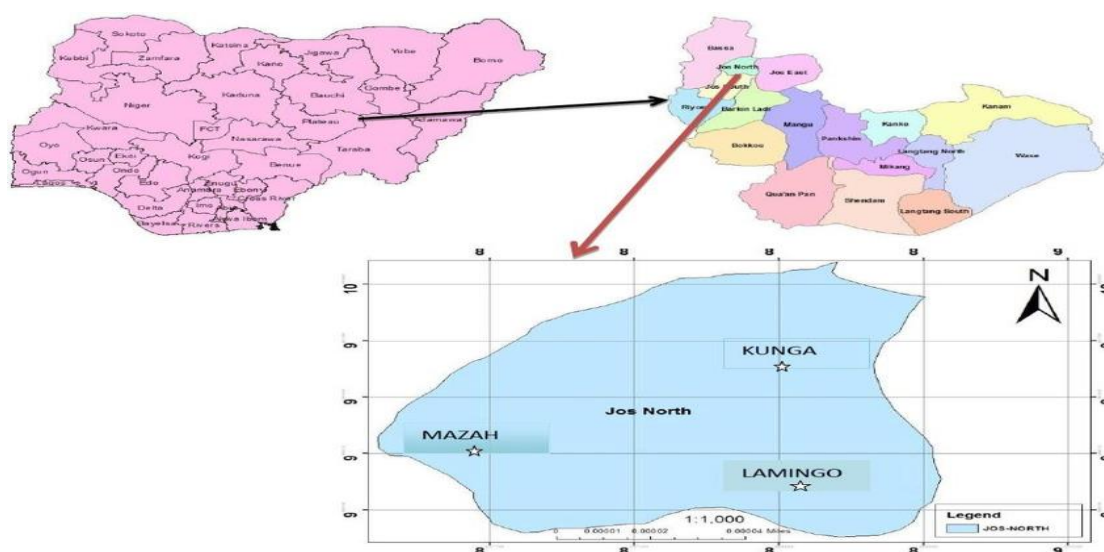 Sokoto
Katsina
Kebbi
Zamfara
Kano
Jigawa
Yobe
Borno
Niger
Kaduna
Bauchi
Gombe
Plateau
Adamawa
Kwara
FCT
Nasarawa
Taraba
Oyo
Osun
Ekiti
Kogi
Benue
Ogun
Ondo
Lagos
Edo
Enugu
Anambra
Ebonyi
Cross River
Delta
Imo
Bayelsa
Rivers
Bassa
Jos North
Jos East
Jos South
Riyom
Barkin Ladi
Mangu
Kanam
Kanke
Pankshin
Bokkos
Langtang North
Mikang
Wase
Qua'an Pan
Shendam
Langtang South
8 8 8 8 9
10 9 9 9 9
N
KUNGA
Jos North
MAZAH
LAMINGO
1:1,000
0 0.00001 0.00002 0.00004 Miles
Legend
JOS-NORTH
8 8 8 8 9